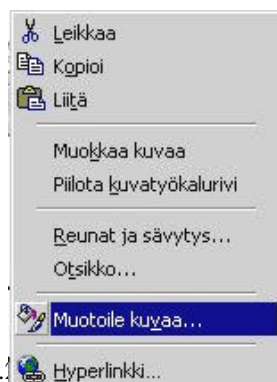 Leikkaa
Kopioi
Liitä
Muokkaa kuvaa
Piilota kuvatyökalurivi
Reunat ja sävytys...
Otsikko...
Muotoile kuvaa...
Hyperlinkki...